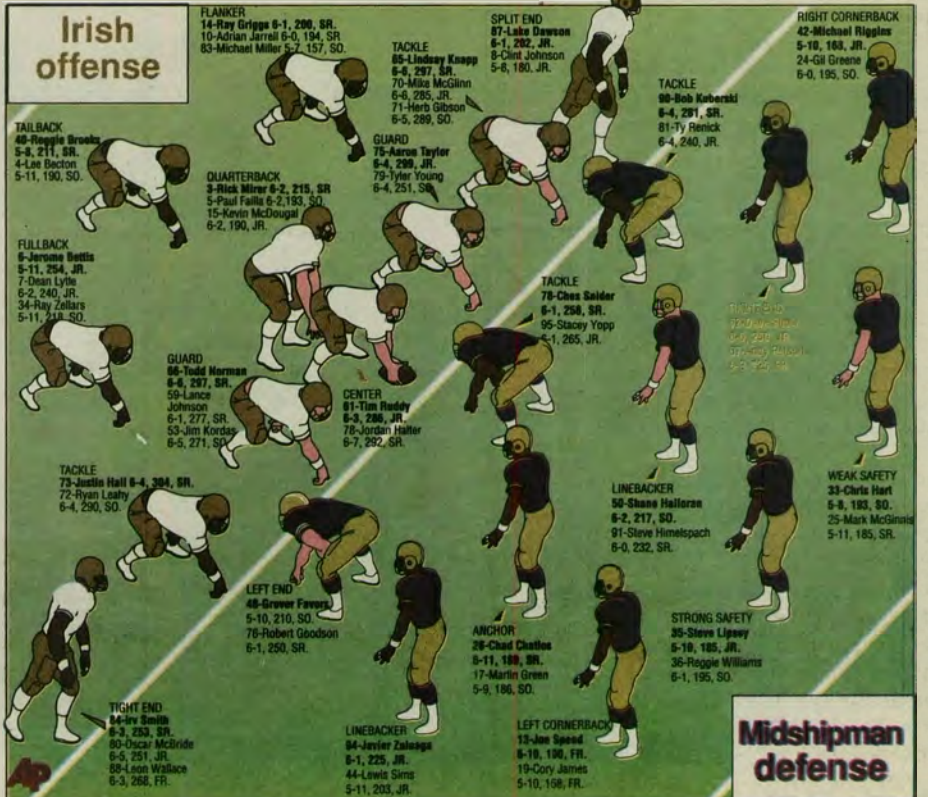 Irish
offense
FLANKER
14-Ray Griggs 6-1, 200, SR.
10-Adrian Jarrell 6-0, 194, SR
83-Michael Miller 5-7, 157, SO.
SPLIT END
87-Lake Dawson
6-1, 202, JR.
8-Clint Johnson
5-8, 180, JR.
RIGHT CORNERBACK
42-Michael Riggins
5-10, 163, JR.
24-Gil Greene
6-0, 195, SO.
TACKLE
65-Lindsay Knapp
6-6, 297, SR.
70-Mike McGlinn
6-6, 285, JR.
71-Herb Gibson
6-5, 289, SO.
TACKLE
90-Bob Kuberski
6-4, 281, SR.
81-Ty Renick
6-4, 240, JR.
TAILBACK
40-Reggie Brooks
5-8, 211, SR.
4-Lee Becton
5-11, 190, SO.
GUARD
75-Aaron Taylor
6-4, 299, JR.
79-Tyler Young
6-4, 251, SO.
QUARTERBACK
3-Rick Mirer 6-2, 215, SR
5-Paul Failla 6-2,193, SO.
15-Kevin McDougal
6-2, 190, JR.
FULLBACK
6-Jerome Bettis
5-11, 254, JR.
7-Dean Lytle
6-2, 240, JR.
34-Ray Zellars
5-11, 218, SO.
TACKLE
78-Chea Snider
6-1, 258, SR.
95-Stacey Yopp
6-1, 265, JR.
RIGHT END
GUARD
66-Todd Norman
6-6, 297, SR.
59-Lance
Johnson
6-1, 277, SR.
53-Jim Kordas
6-5, 271, SO.
CENTER
61-Tim Ruddy
6-3, 286, JR.
78-Jordan Halter
6-7, 292, SR.
TACKLE
73-Justin Hall 6-4, 304, SR.
72-Ryan Leahy
6-4, 290, SO.
LINEBACKER
50-Shane Halloran
6-2, 217, SO.
91-Steve Himelspach
6-0, 232, SR.
WEAK SAFETY
33-Chris Hart
5-8, 193, SO.
25-Mark McGinnis
5-11, 185, SR.
LEFT END
48-Grover Favors
5-10, 210, SO.
76-Robert Goodson
6-1, 250, SR.
ANCHOR
26-Chad Chatlos
5-11, 189, SR.
17-Martin Green
5-9, 186, SO.
STRONG SAFETY
35-Steve Lipsey
5-10, 185, JR.
36-Reggie Williams
6-1, 195, SO.
TIGHT END
84-Irv Smith
6-3, 253, SR.
80-Oscar McBride
6-5, 251, JR.
88-Leon Wallace
6-3, 268, FR.
LINEBACKER
94-Javier Zuluaga
6-1, 225, JR.
44-Lewis Sims
5-11, 203, JR.
LEFT CORNERBACK
13-Joe Speed
5-10, 190, FR.
19-Cory James
5-10, 168, FR.
Midshipman
defense
AP